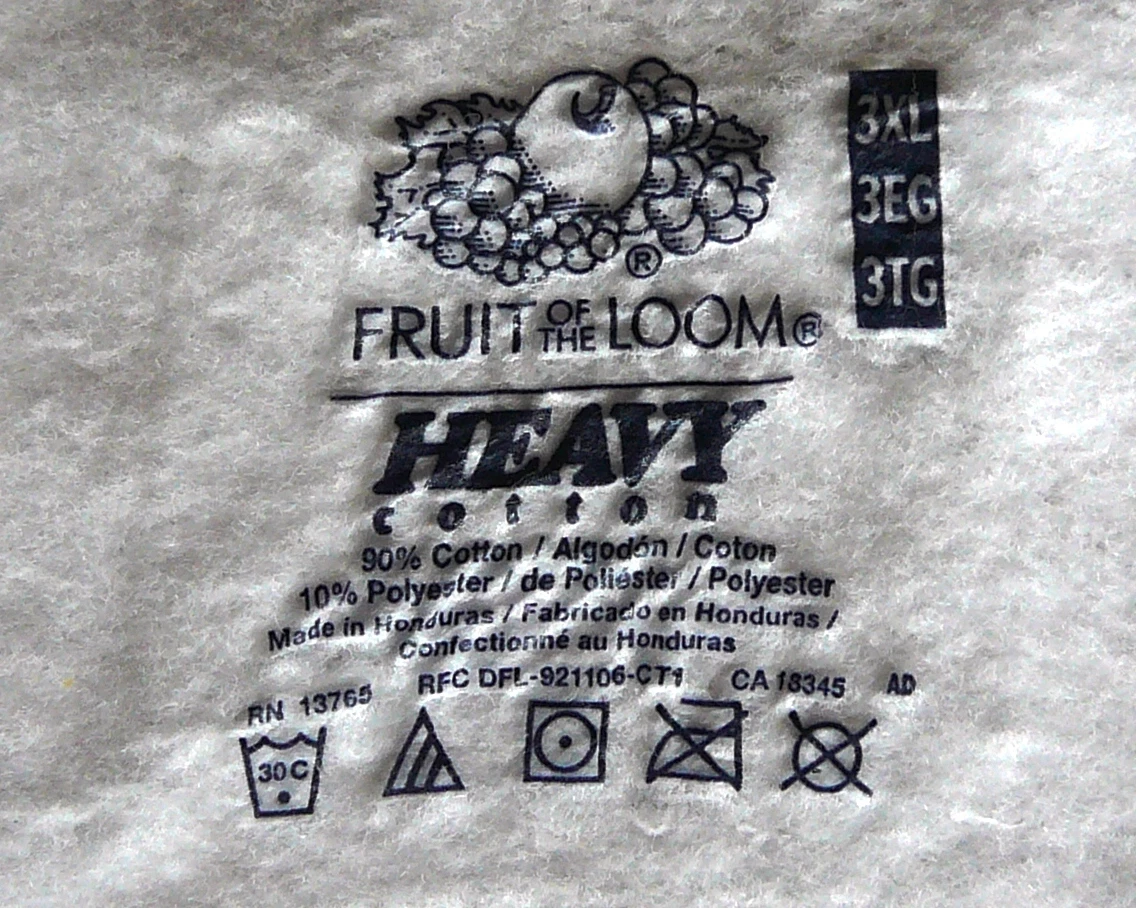 3XL
3EG
3TG
®
FRUIT OF THE LOOM®
HEAVY
cotton
90% Cotton / Algodón / Coton
10% Polyester / de Poliéster / Polyester
Made in Honduras / Fabricado en Honduras /
Confectionné au Honduras
RN 13765 RFC DFL-921106-CT1 CA 18345 AD
30C